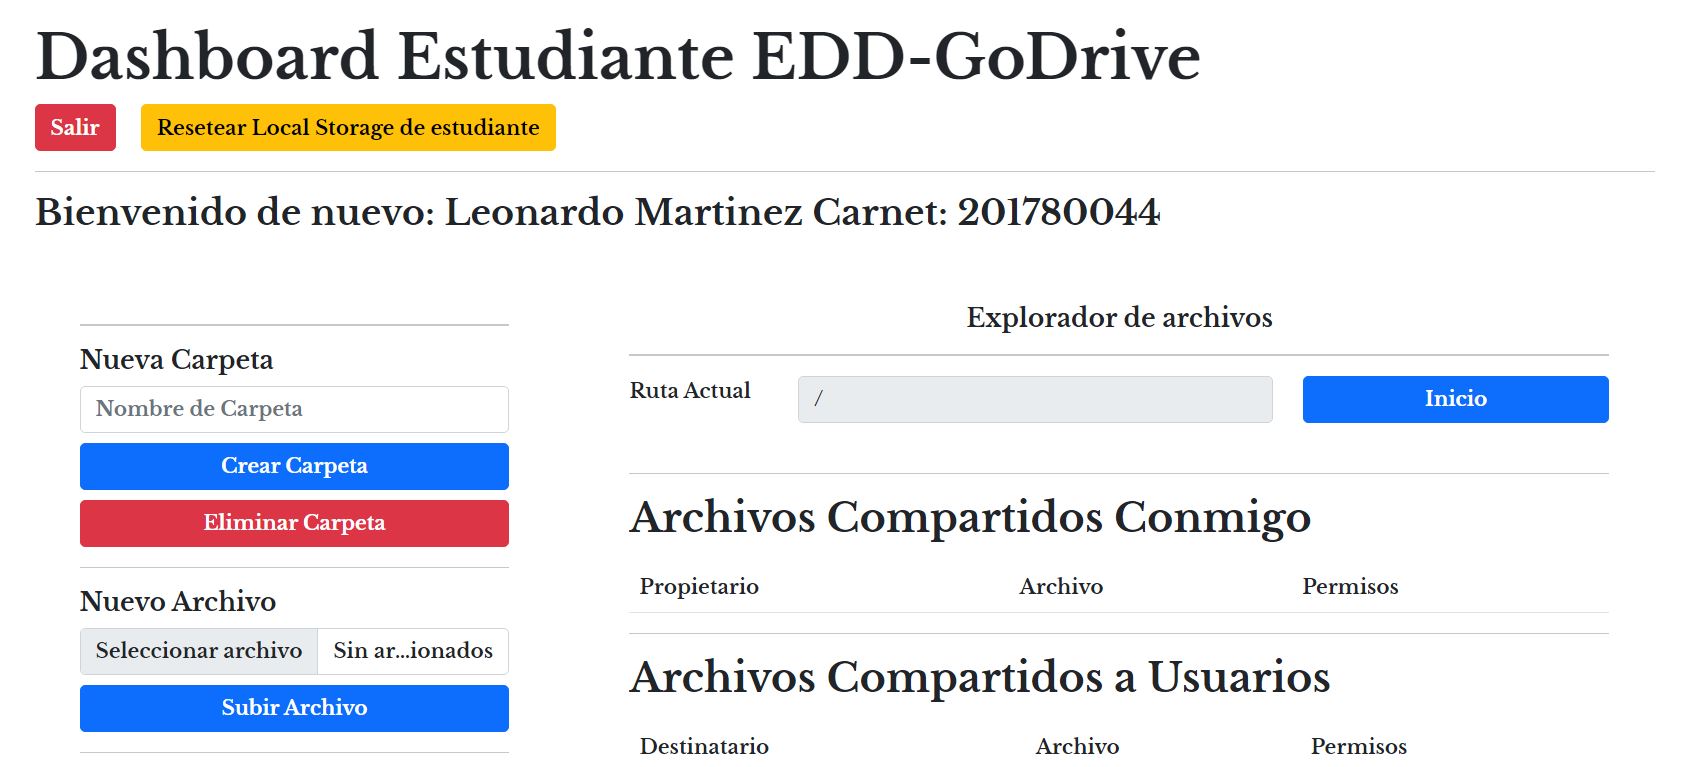 Dashboard Estudiante EDD-GoDrive
Salir
Resetear Local Storage de estudiante
Bienvenido de nuevo: Leonardo Martinez Carnet: 201780044
Nueva Carpeta
Nombre de Carpeta
Crear Carpeta
Eliminar Carpeta
Nuevo Archivo
Seleccionar archivo Sin ar...ionados
Subir Archivo
Explorador de archivos
Ruta Actual / Inicio
Archivos Compartidos Conmigo
Propietario Archivo Permisos
Archivos Compartidos a Usuarios
Destinatario Archivo Permisos